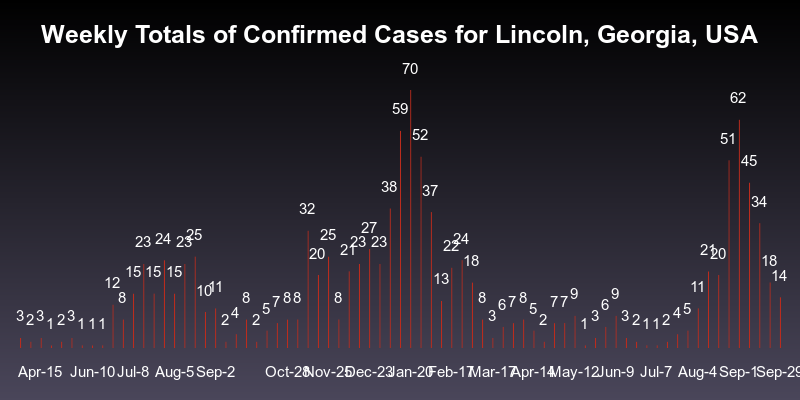 Weekly Totals of Confirmed Cases for Lincoln, Georgia, USA
3 2 3 1 2 3 1 1 1 12 8 15 23 15 24 15 23 25 10 11 2 4 8 2 5 7 8 8 32 20 25 8 21 23 27 23 38 59 70 52 37 13 22 24 18 8 3 6 7 8 5 2 7 7 9 1 3 6 9 3 2 1 1 2 4 5 11 21 20 51 62 45 34 18 14
Apr-15 Jun-10 Jul-8 Aug-5 Sep-2 Oct-28 Nov-25 Dec-23 Jan-20 Feb-17 Mar-17 Apr-14 May-12 Jun-9 Jul-7 Aug-4 Sep-1 Sep-29